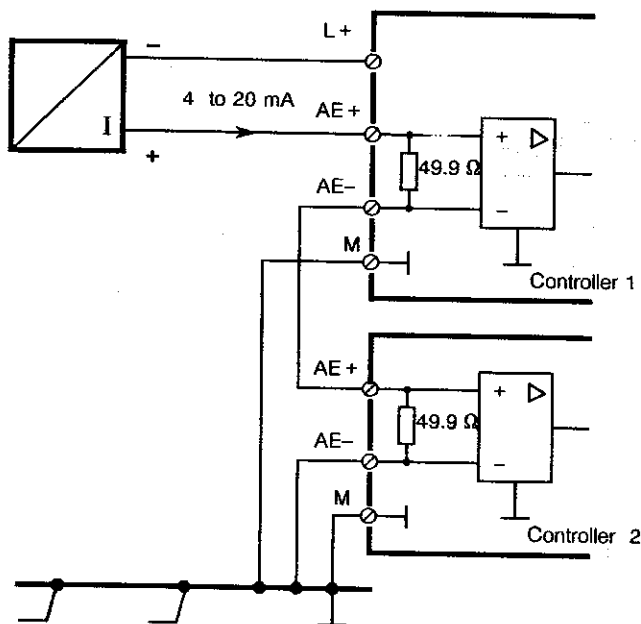 L+
−
4 to 20 mA
AE+
I
+
+
49.9 Ω
AE−
−
M
Controller 1
AE+
+
49.9 Ω
AE−
−
M
Controller 2